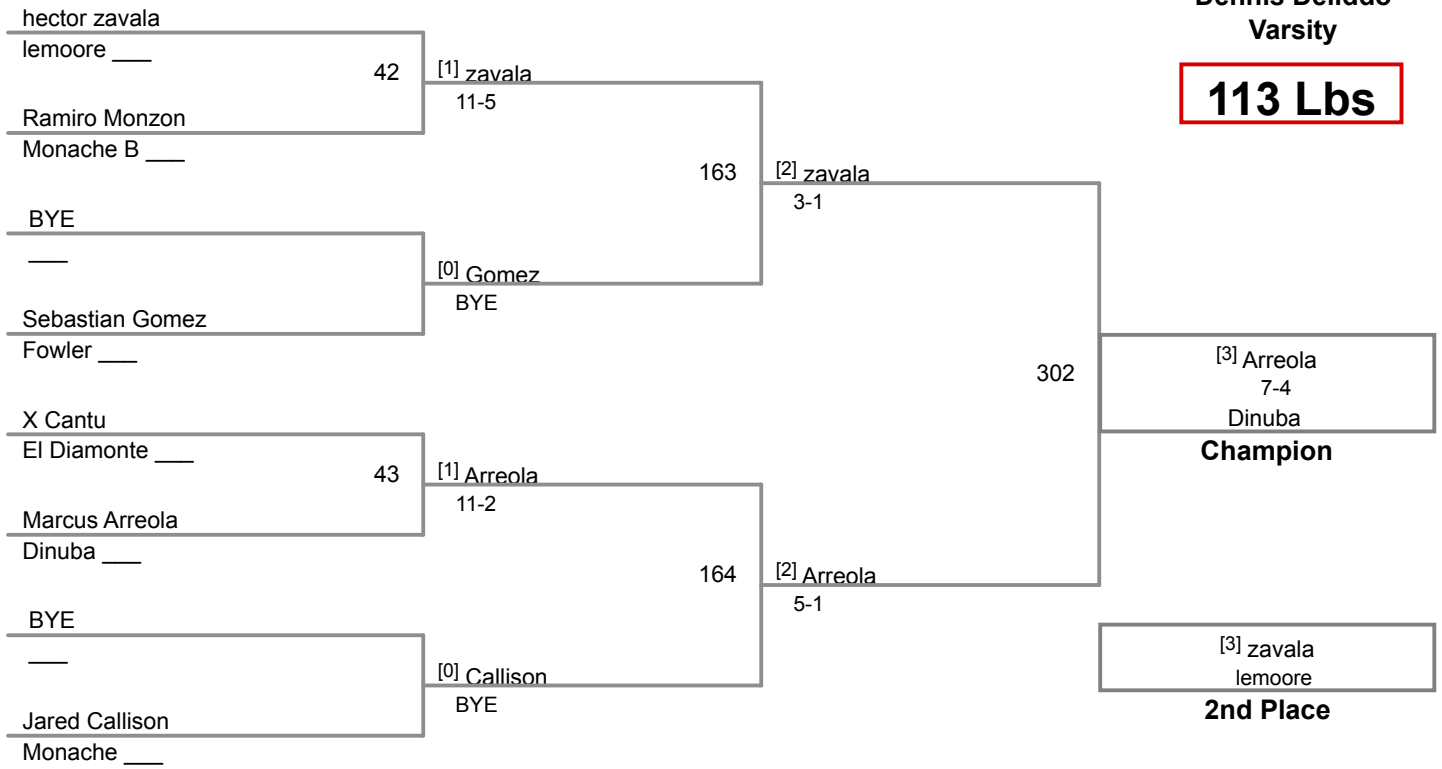 Dennis Deliddo
Varsity
113 Lbs
hector zavala
lemoore ___
42
Ramiro Monzon
Monache B ___
[1] zavala
11-5
BYE
___
Sebastian Gomez
Fowler ___
[0] Gomez
BYE
163
[2] zavala
3-1
X Cantu
El Diamonte ___
43
Marcus Arreola
Dinuba ___
[1] Arreola
11-2
BYE
___
Jared Callison
Monache ___
[0] Callison
BYE
164
[2] Arreola
5-1
302
[3] Arreola
7-4
Dinuba
Champion
[3] zavala
lemoore
2nd Place